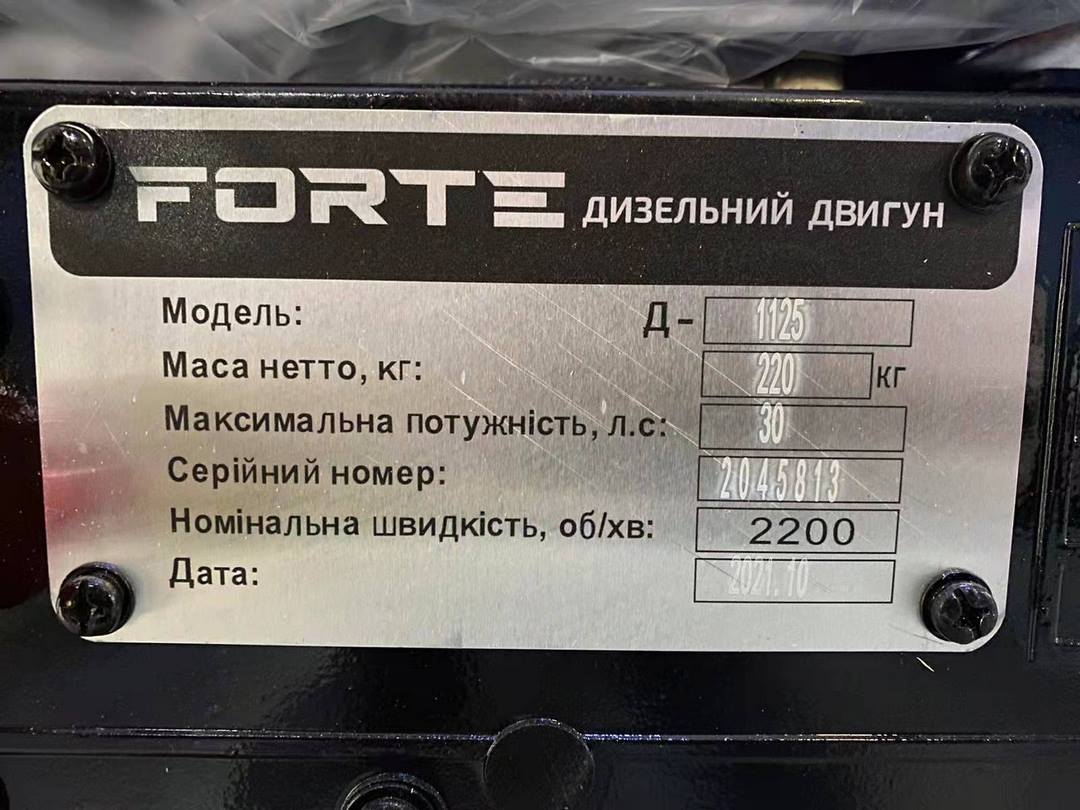 FORTE ДИЗЕЛЬНИЙ ДВИГУН
Модель: Д- 1125
Маса нетто, кг: 220 кг
Максимальна потужність, л.с: 30
Серійний номер: 2045813
Номінальна швидкість, об/хв: 2200
Дата: 2021.10